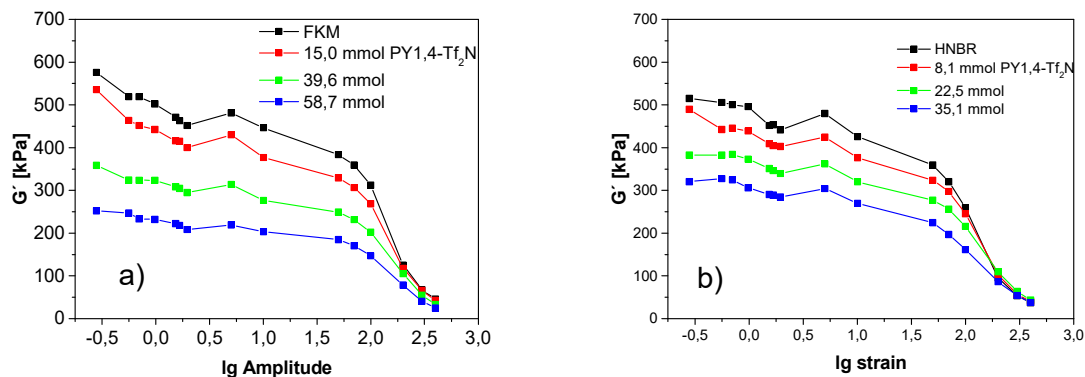 700
600
500
400
300
200
100
0
G´ [kPa]
FKM
15,0 mmol PY1,4-Tf₂N
39,6 mmol
58,7 mmol
a)
-0,5 0,0 0,5 1,0 1,5 2,0 2,5 3,0
lg Amplitude
700
600
500
400
300
200
100
0
G´ [kPa]
HNBR
8,1 mmol PY1,4-Tf₂N
22,5 mmol
35,1 mmol
b)
-0,5 0,0 0,5 1,0 1,5 2,0 2,5 3,0
lg strain